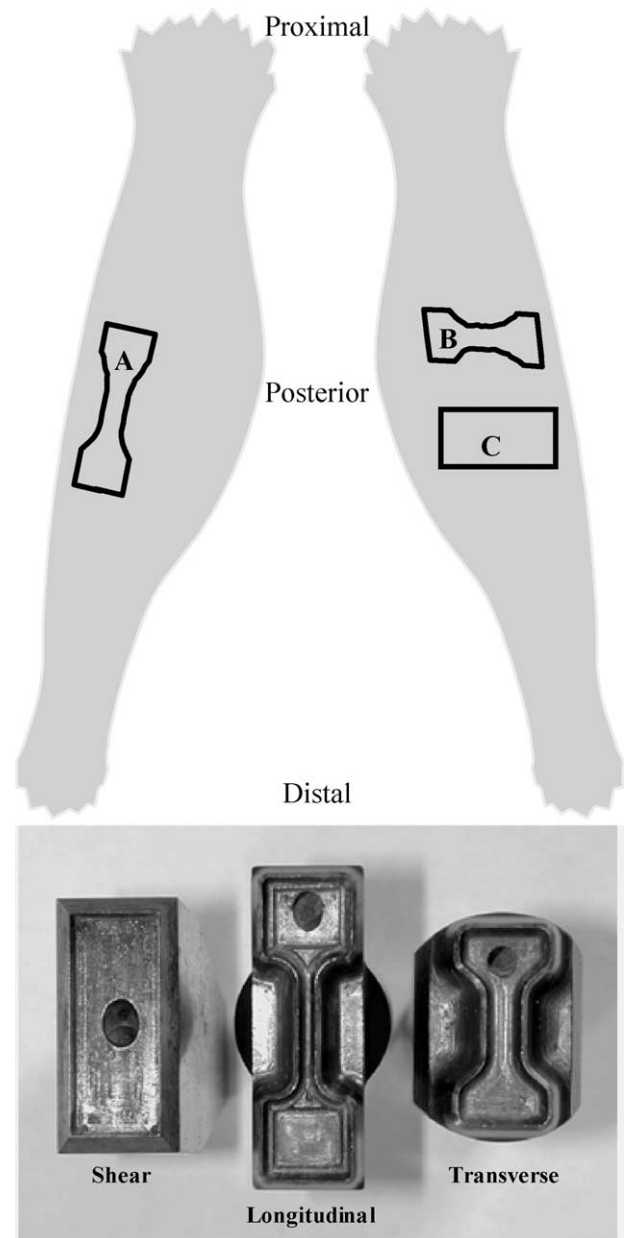 Proximal
A
B
Posterior
C
Distal
Shear
Longitudinal
Transverse